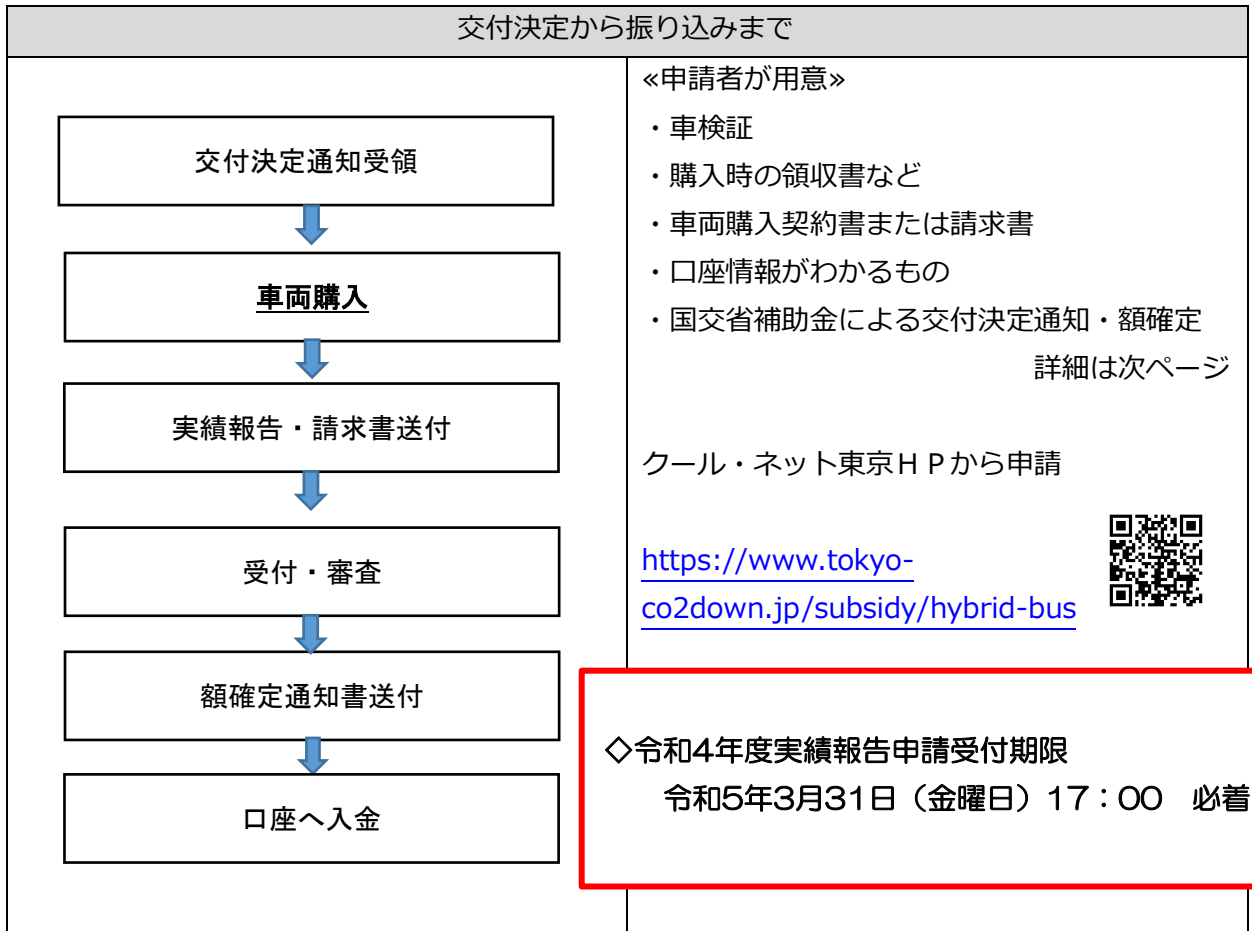 交付決定から振り込みまで
交付決定通知受領
車両購入
実績報告・請求書送付
受付・審査
額確定通知書送付
口座へ入金
≪申請者が用意≫
・車検証
・購入時の領収書など
・車両購入契約書または請求書
・口座情報がわかるもの
・国交省補助金による交付決定通知・額確定
詳細は次ページ
クール・ネット東京ＨＰから申請
https://www.tokyo-
co2down.jp/subsidy/hybrid-bus
◇令和4年度実績報告申請受付期限
令和5年3月31日（金曜日）17：00　必着